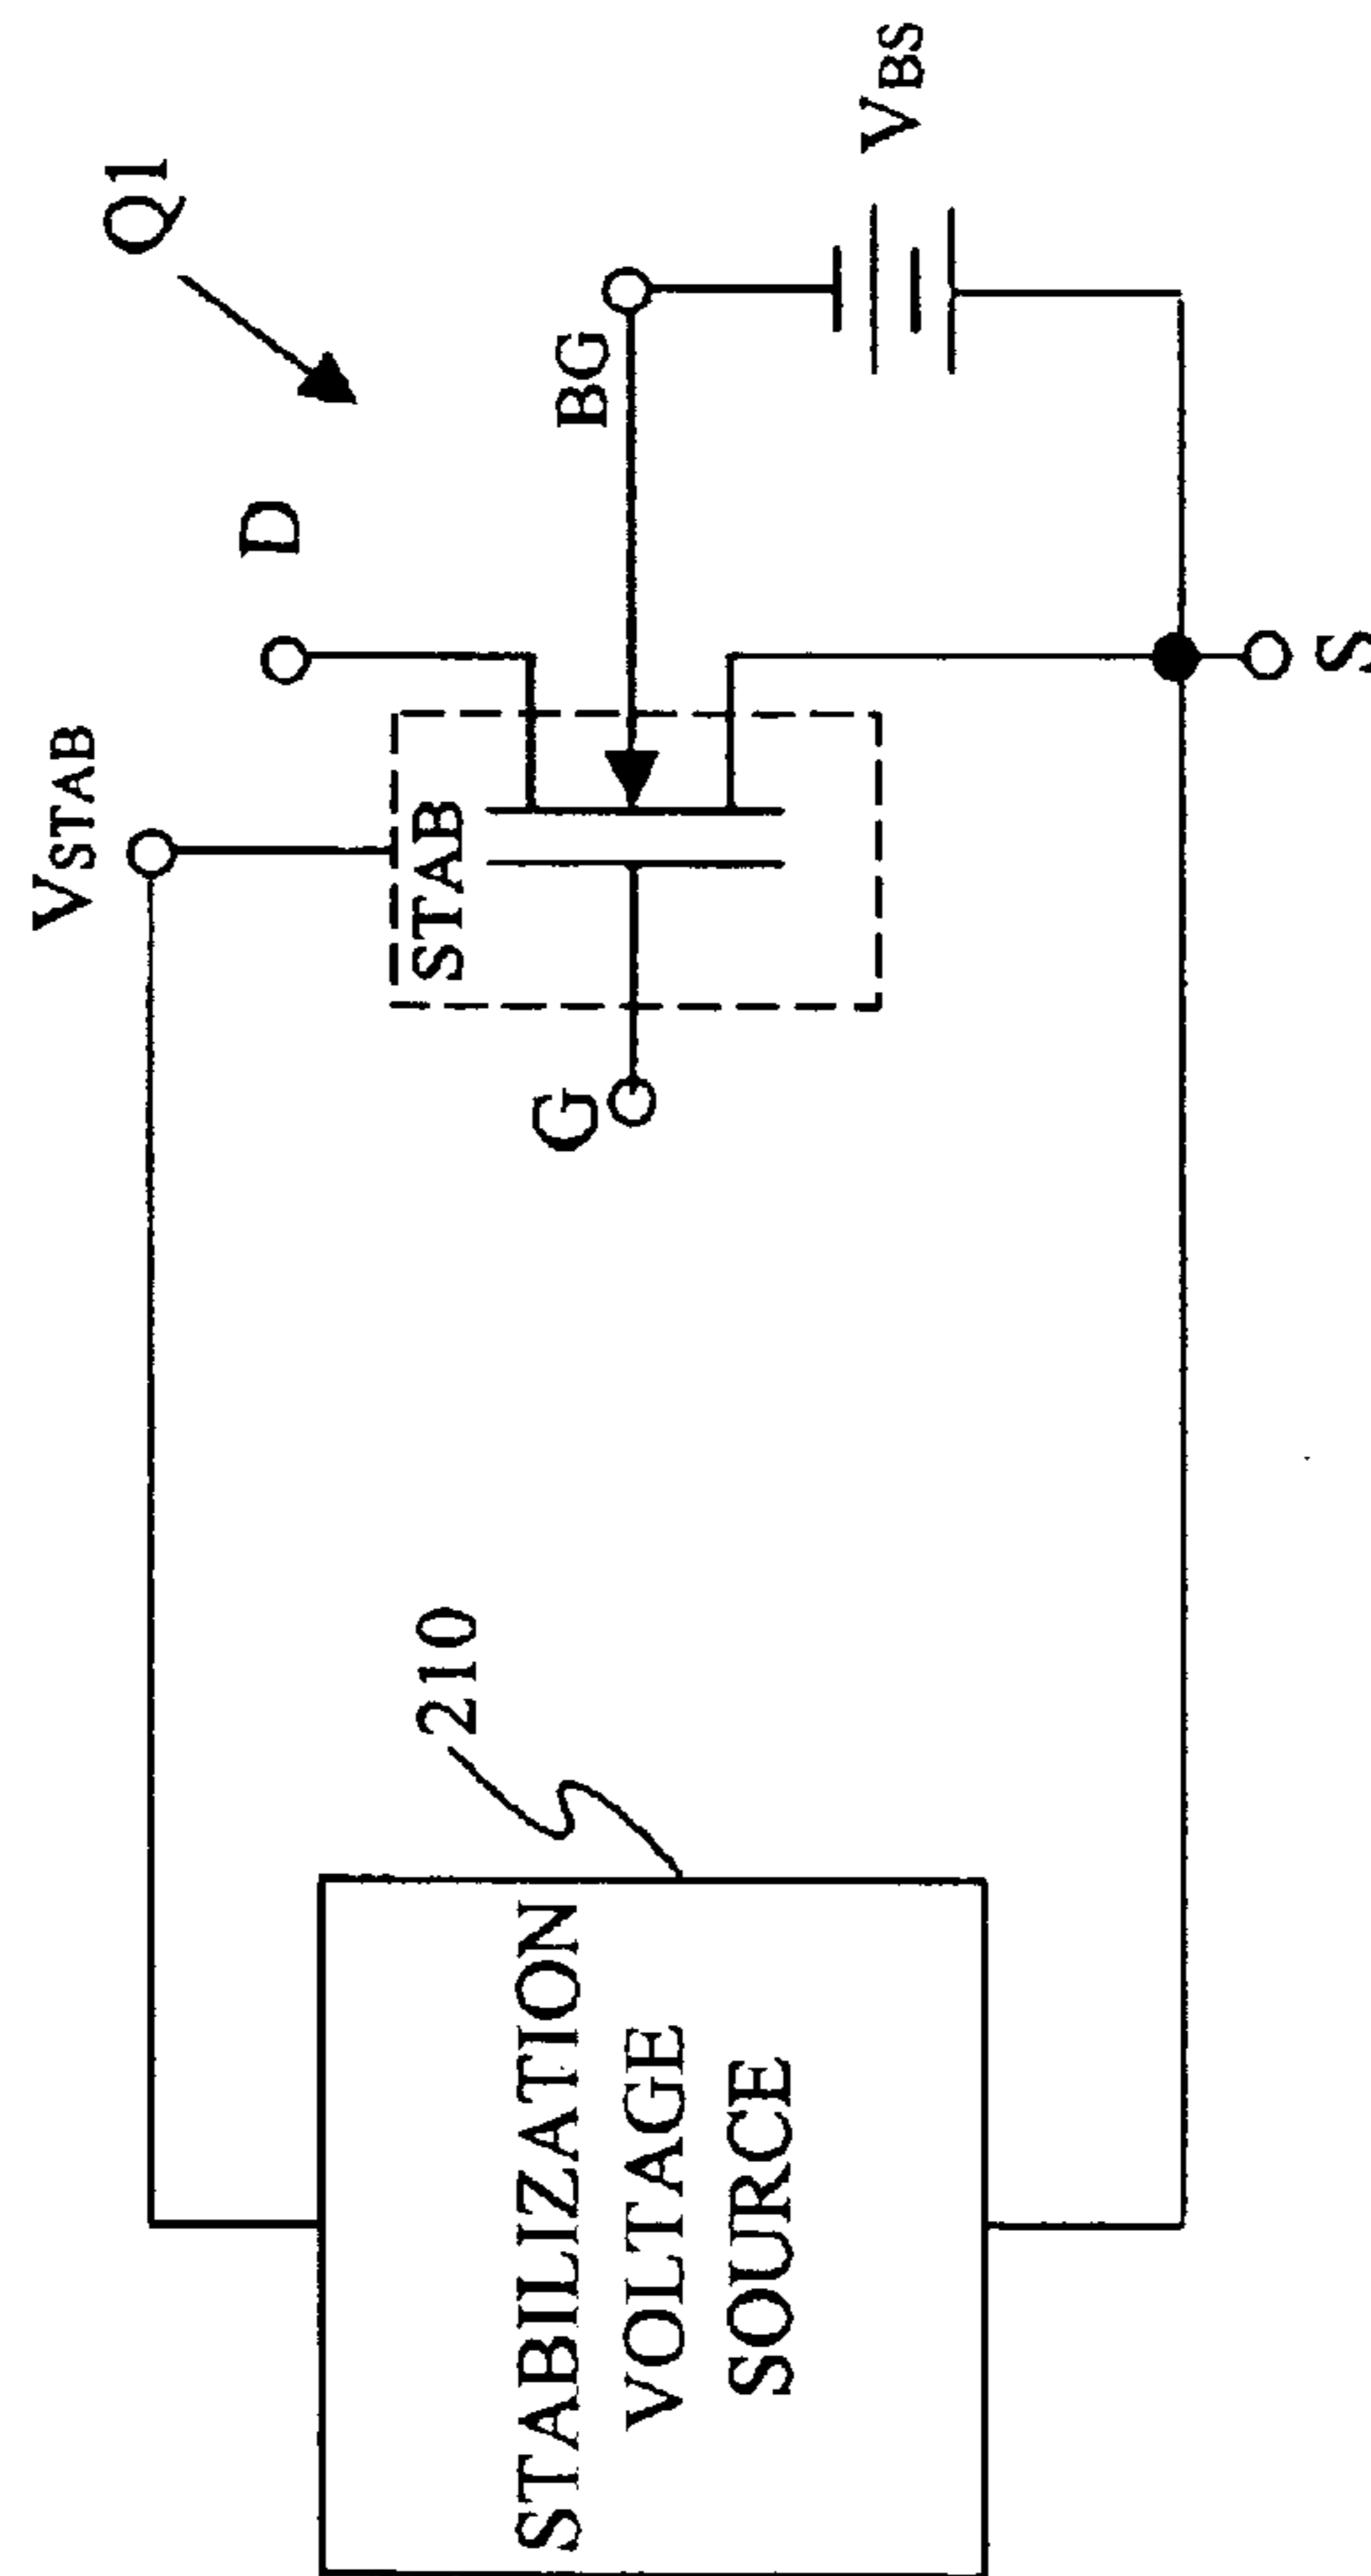 VSTAB
Q1
D
STAB
BG
G
VBS
S
210
STABILIZATION
VOLTAGE
SOURCE